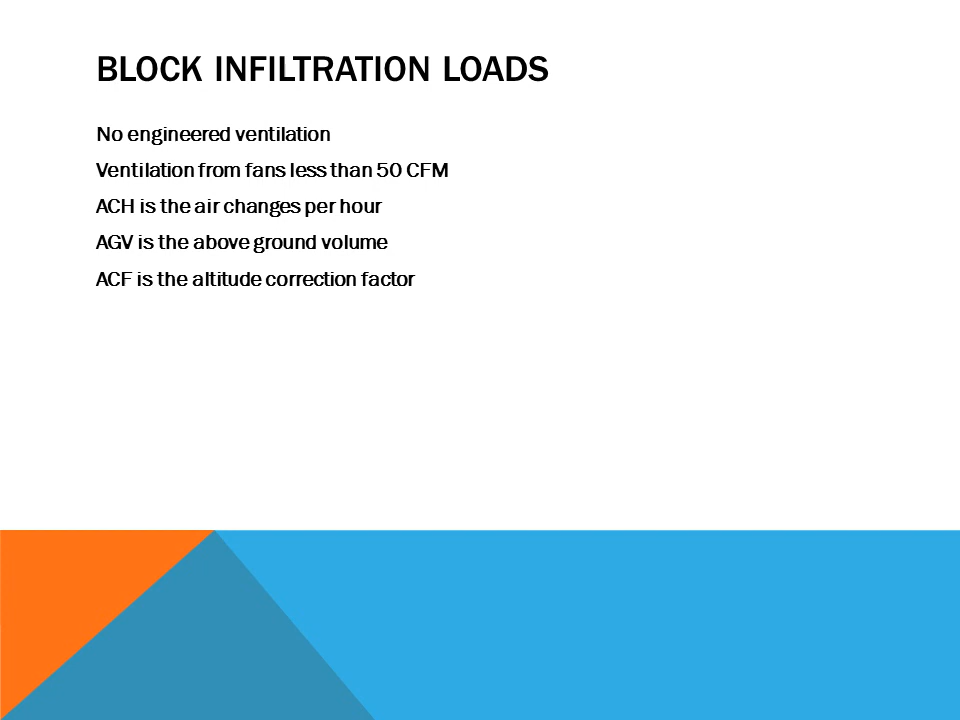 BLOCK INFILTRATION LOADS
No engineered ventilation
Ventilation from fans less than 50 CFM
ACH is the air changes per hour
AGV is the above ground volume
ACF is the altitude correction factor